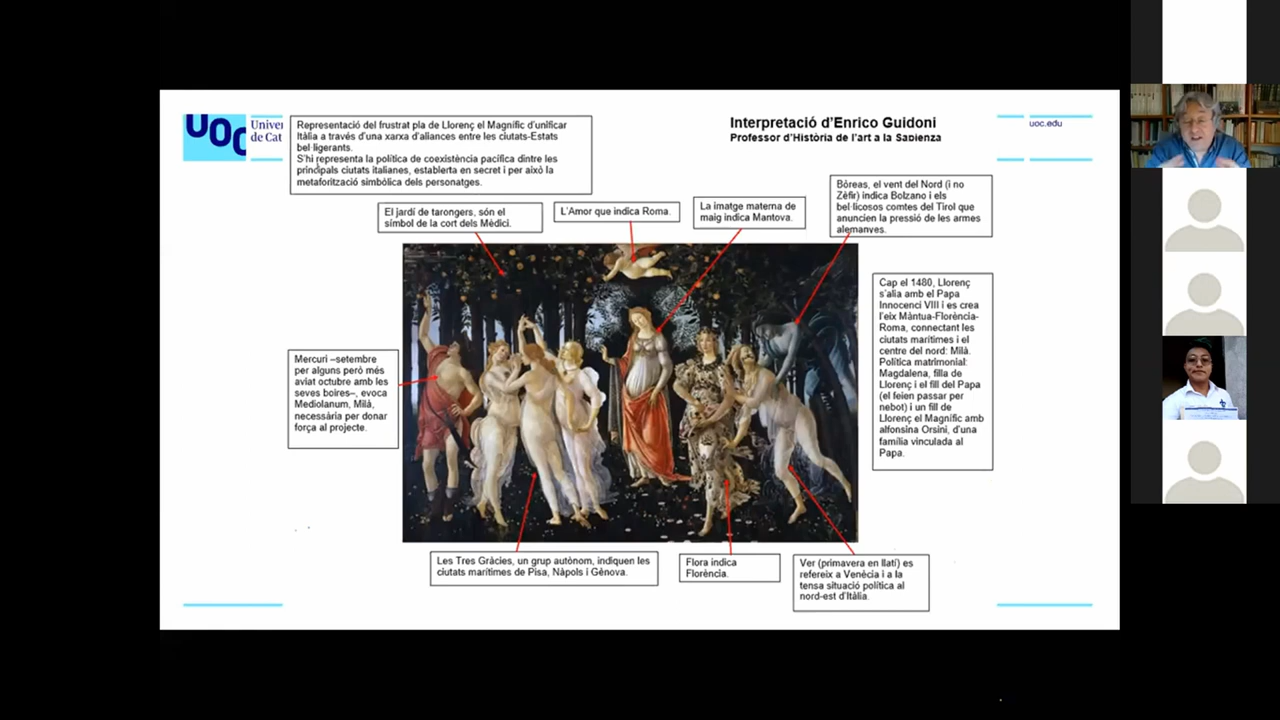 UOC
Univer
de Cat
Representació del frustrat pla de Llorenç el Magnífic d'unificar
Itàlia a través d'una xarxa d'aliances entre les ciutats-Estats
bel·ligerants.
S'hi representa la política de coexistència pacífica dintre les
principals ciutats italianes, establerta en secret i per això la
metaforització simbòlica dels personatges.
Interpretació d'Enrico Guidoni
Professor d'Història de l'art a la Sapienza
uoc.edu
El jardí de tarongers, són el
símbol de la cort dels Mèdici.
L'Amor que indica Roma.
La imatge materna de
maig indica Mantova.
Bòreas, el vent del Nord (i no
Zèfir) indica Bolzano i els
bel·licosos comtes del Tirol que
anuncien la pressió de les armes
alemanyes.
Cap el 1480, Llorenç
s'alia amb el Papa
Innocenci VIII i es crea
l'eix Màntua-Florència-
Roma, connectant les
ciutats marítimes i el
centre del nord: Milà.
Política matrimonial:
Magdalena, filla de
Llorenç i el fill del Papa
(el feien passar per
nebot) i un fill de
Llorenç el Magnífic amb
alfonsina Orsini, d'una
família vinculada al
Papa.
Mercuri –setembre
per alguns però més
aviat octubre amb les
seves boires–, evoca
Mediolanum, Milà,
necessària per donar
força al projecte.
Les Tres Gràcies, un grup autònom, indiquen les
ciutats marítimes de Pisa, Nàpols i Gènova.
Flora indica
Florència.
Ver (primavera en llatí) es
refereix a Venècia i a la
tensa situació política al
nord-est d'Itàlia.